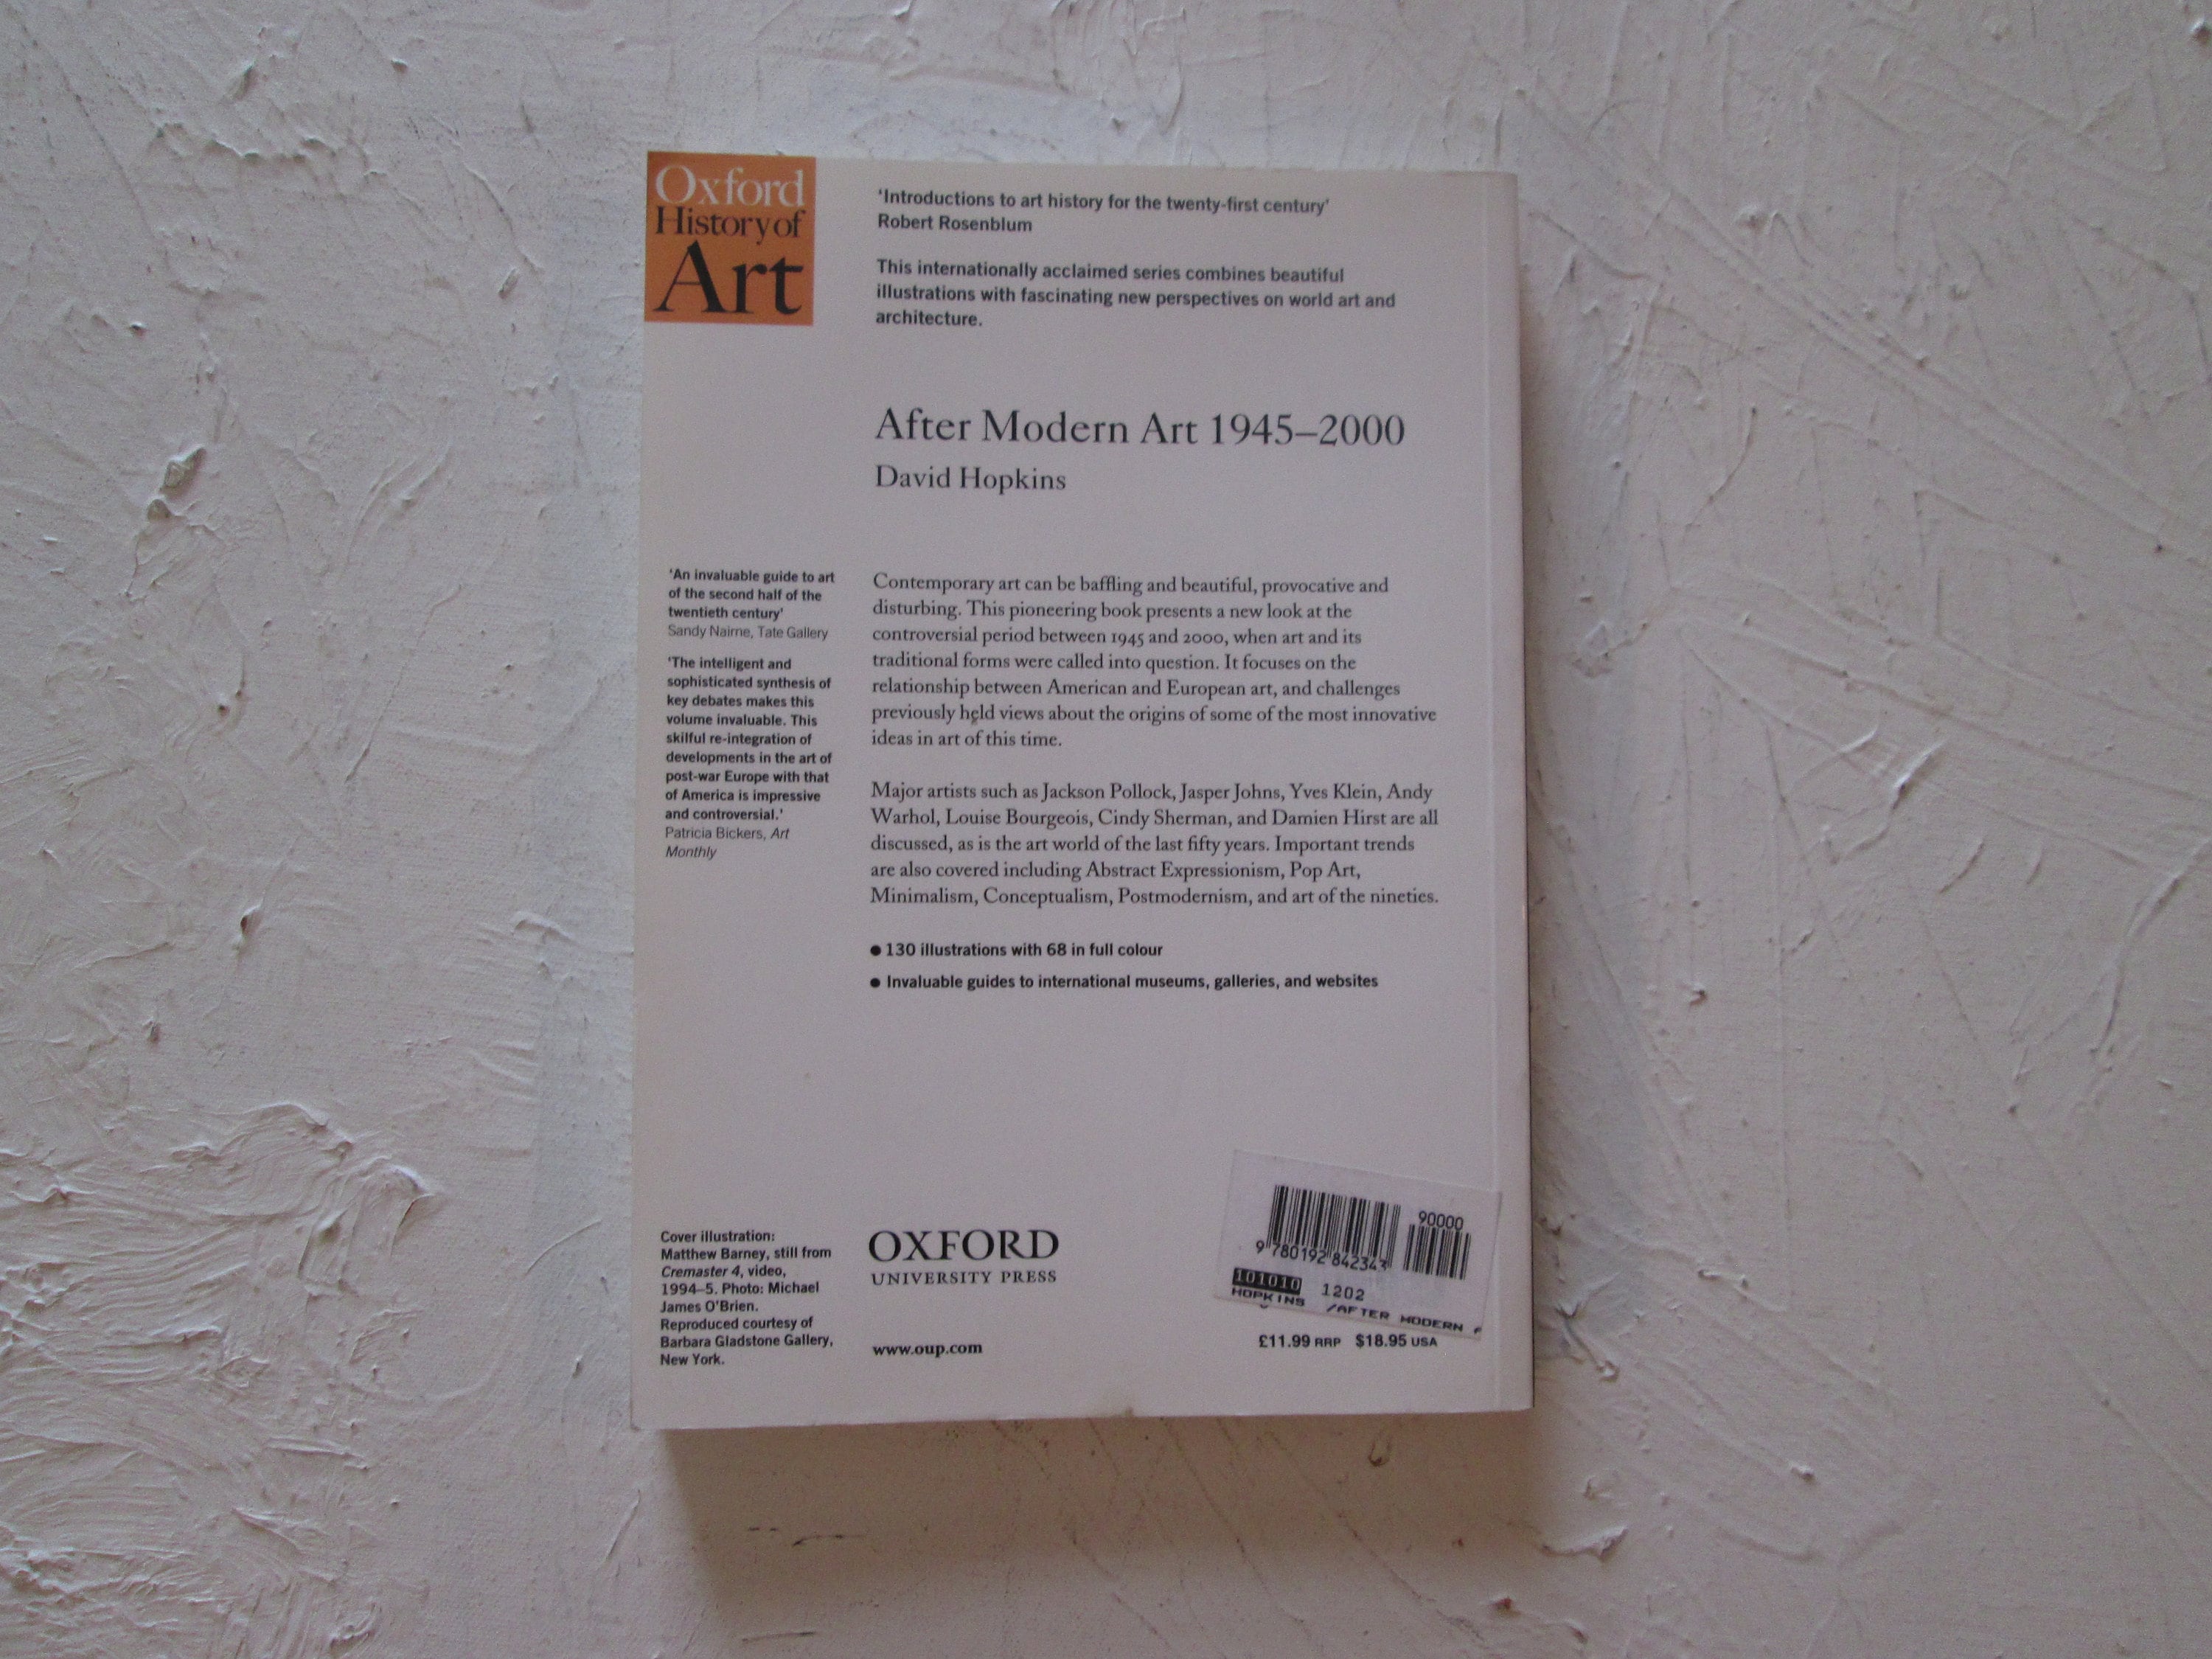 Oxford
History of
Art
'Introductions to art history for the twenty-first century'
Robert Rosenblum
This internationally acclaimed series combines beautiful
illustrations with fascinating new perspectives on world art and
architecture.
After Modern Art 1945–2000
David Hopkins
'An invaluable guide to art
of the second half of the
twentieth century'
Sandy Nairne, Tate Gallery
'The intelligent and
sophisticated synthesis of
key debates makes this
volume invaluable. This
skilful re-integration of
developments in the art of
post-war Europe with that
of America is impressive
and controversial.'
Patricia Bickers, Art
Monthly
Contemporary art can be baffling and beautiful, provocative and
disturbing. This pioneering book presents a new look at the
controversial period between 1945 and 2000, when art and its
traditional forms were called into question. It focuses on the
relationship between American and European art, and challenges
previously held views about the origins of some of the most innovative
ideas in art of this time.
Major artists such as Jackson Pollock, Jasper Johns, Yves Klein, Andy
Warhol, Louise Bourgeois, Cindy Sherman, and Damien Hirst are all
discussed, as is the art world of the last fifty years. Important trends
are also covered including Abstract Expressionism, Pop Art,
Minimalism, Conceptualism, Postmodernism, and art of the nineties.
● 130 illustrations with 68 in full colour
● Invaluable guides to international museums, galleries, and websites
Cover illustration:
Matthew Barney, still from
Cremaster 4, video,
1994–5. Photo: Michael
James O'Brien.
Reproduced courtesy of
Barbara Gladstone Gallery,
New York.
OXFORD
UNIVERSITY PRESS
www.oup.com
90000
9 780192 842343
101010 1202
HOPKINS /AFTER MODERN
£11.99 RRP $18.95 USA